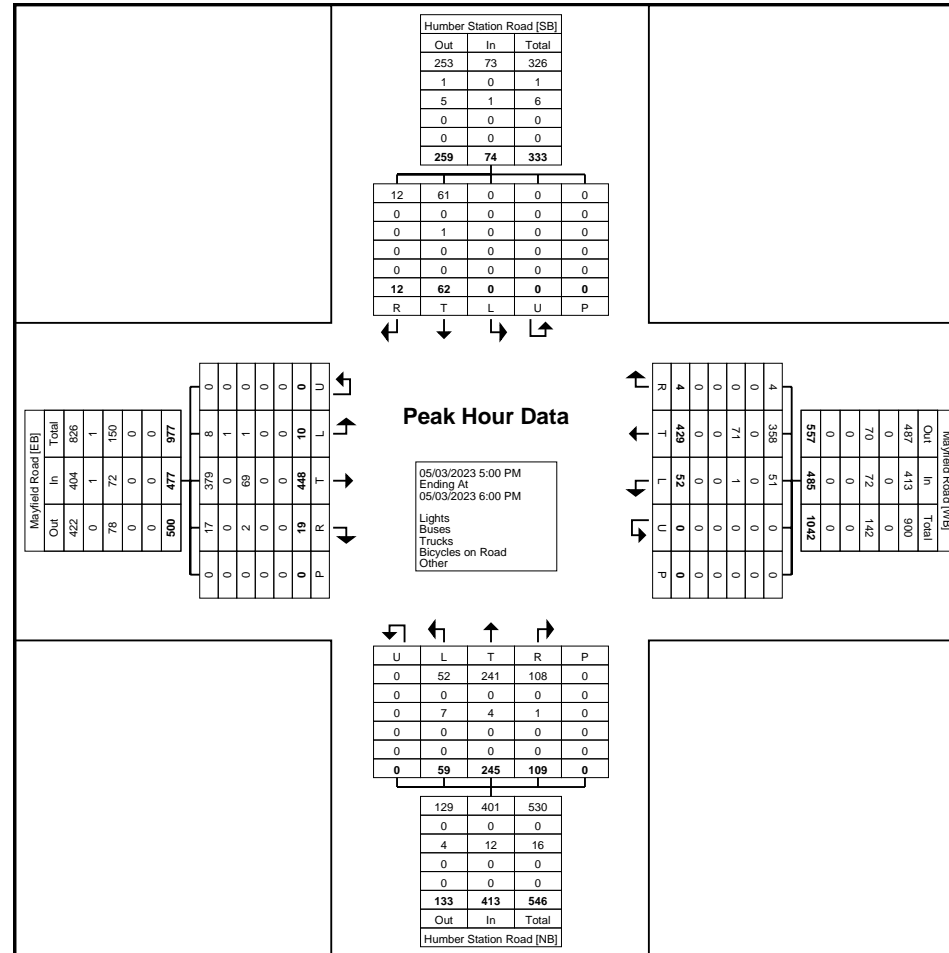 Humber Station Road [SB]
Out In Total
253 73 326
1 0 1
5 1 6
0 0 0
0 0 0
259 74 333
12 61 0 0 0
0 0 0 0 0
0 1 0 0 0
0 0 0 0 0
0 0 0 0 0
12 62 0 0 0
R T L U P
Mayfield Road [EB]
Total In Out
826 404 422
1 1 0
150 72 78
0 0 0
0 0 0
977 477 500
0 8 379 17 0
0 1 0 0 0
0 1 69 2 0
0 0 0 0 0
0 0 0 0 0
0 10 448 19 0
U L T R P
Peak Hour Data
05/03/2023 5:00 PM
Ending At
05/03/2023 6:00 PM
Lights
Buses
Trucks
Bicycles on Road
Other
R T L U P
4 429 52 0 0
0 0 0 0 0
0 0 0 0 0
0 71 1 0 0
0 0 0 0 0
4 358 51 0 0
557 485 1042
0 0 0
0 0 0
70 72 142
0 0 0
487 413 900
Out In Total
Mayfield Road [WB]
U L T R P
0 52 241 108 0
0 0 0 0 0
0 7 4 1 0
0 0 0 0 0
0 0 0 0 0
0 59 245 109 0
129 401 530
0 0 0
4 12 16
0 0 0
0 0 0
133 413 546
Out In Total
Humber Station Road [NB]